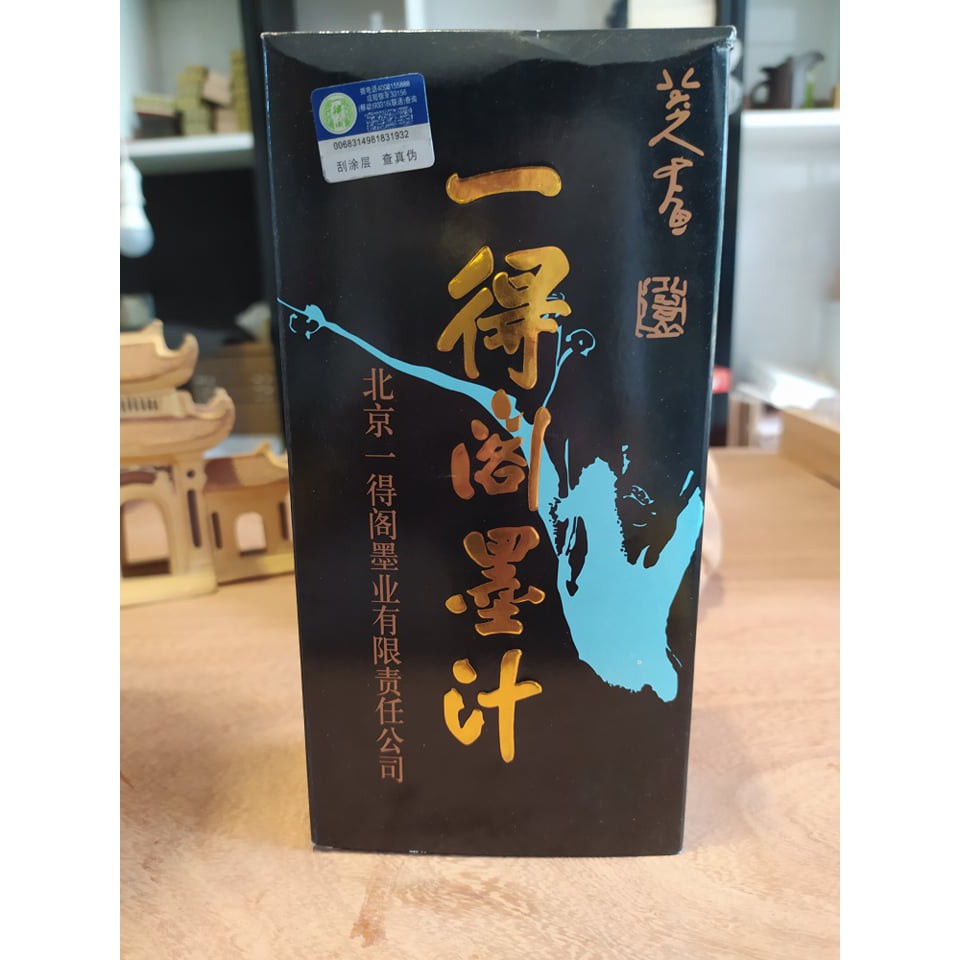 0068314981831932
刮涂层 查真伪
一得阁墨汁
北京一得阁墨业有限责任公司